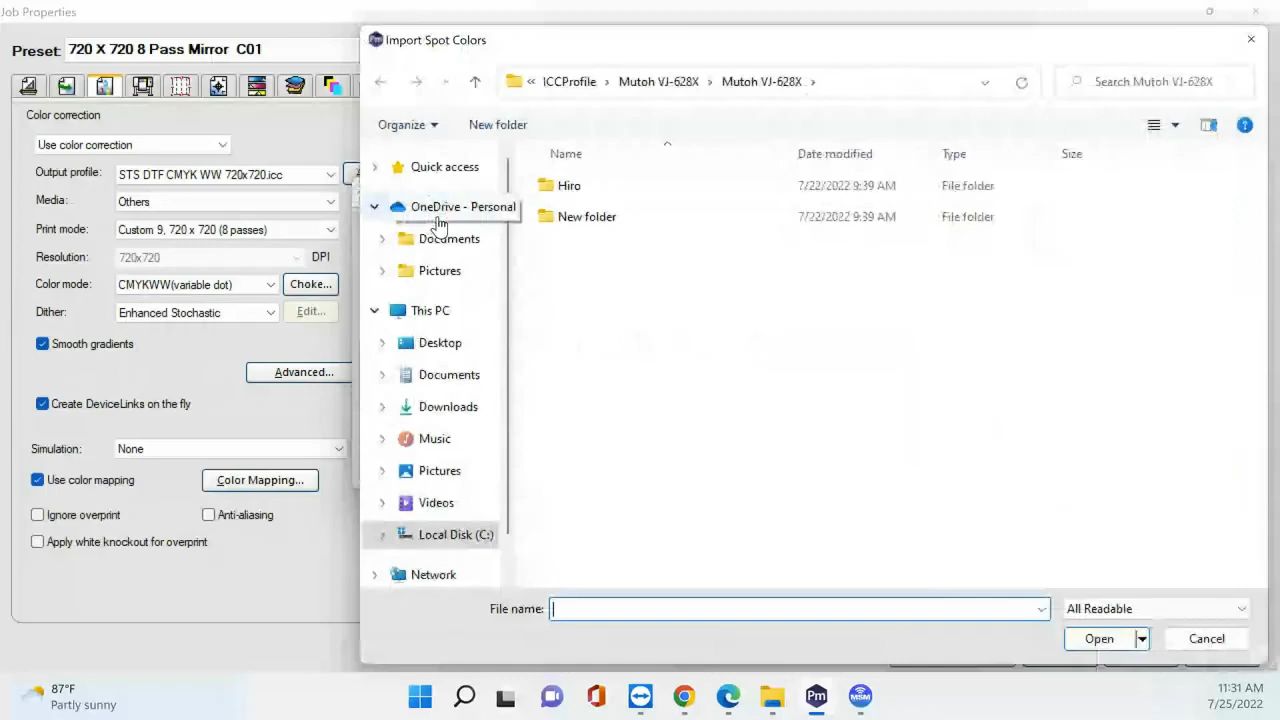 Job Properties
Preset: 720 X 720 8 Pass Mirror C01
Color correction
Use color correction
Output profile: STS DTF CMYK WW 720x720.icc
Media: Others
Print mode: Custom 9, 720 x 720 (8 passes)
Resolution: 720x720 DPI
Color mode: CMYKWW(variable dot) Choke...
Dither: Enhanced Stochastic Edit...
Smooth gradients
Advanced...
Create DeviceLinks on the fly
Simulation: None
Use color mapping Color Mapping...
Ignore overprint Anti-aliasing
Apply white knockout for overprint
Import Spot Colors
« ICCProfile › Mutoh VJ-628X › Mutoh VJ-628X ›
Search Mutoh VJ-628X
Organize New folder
Name Date modified Type Size
Hiro 7/22/2022 9:39 AM File folder
New folder 7/22/2022 9:39 AM File folder
Quick access
OneDrive - Personal
Documents
Pictures
This PC
Desktop
Documents
Downloads
Music
Pictures
Videos
Local Disk (C:)
Network
File name: All Readable
Open Cancel
87°F
Partly sunny
Pm
MSM
11:31 AM
7/25/2022